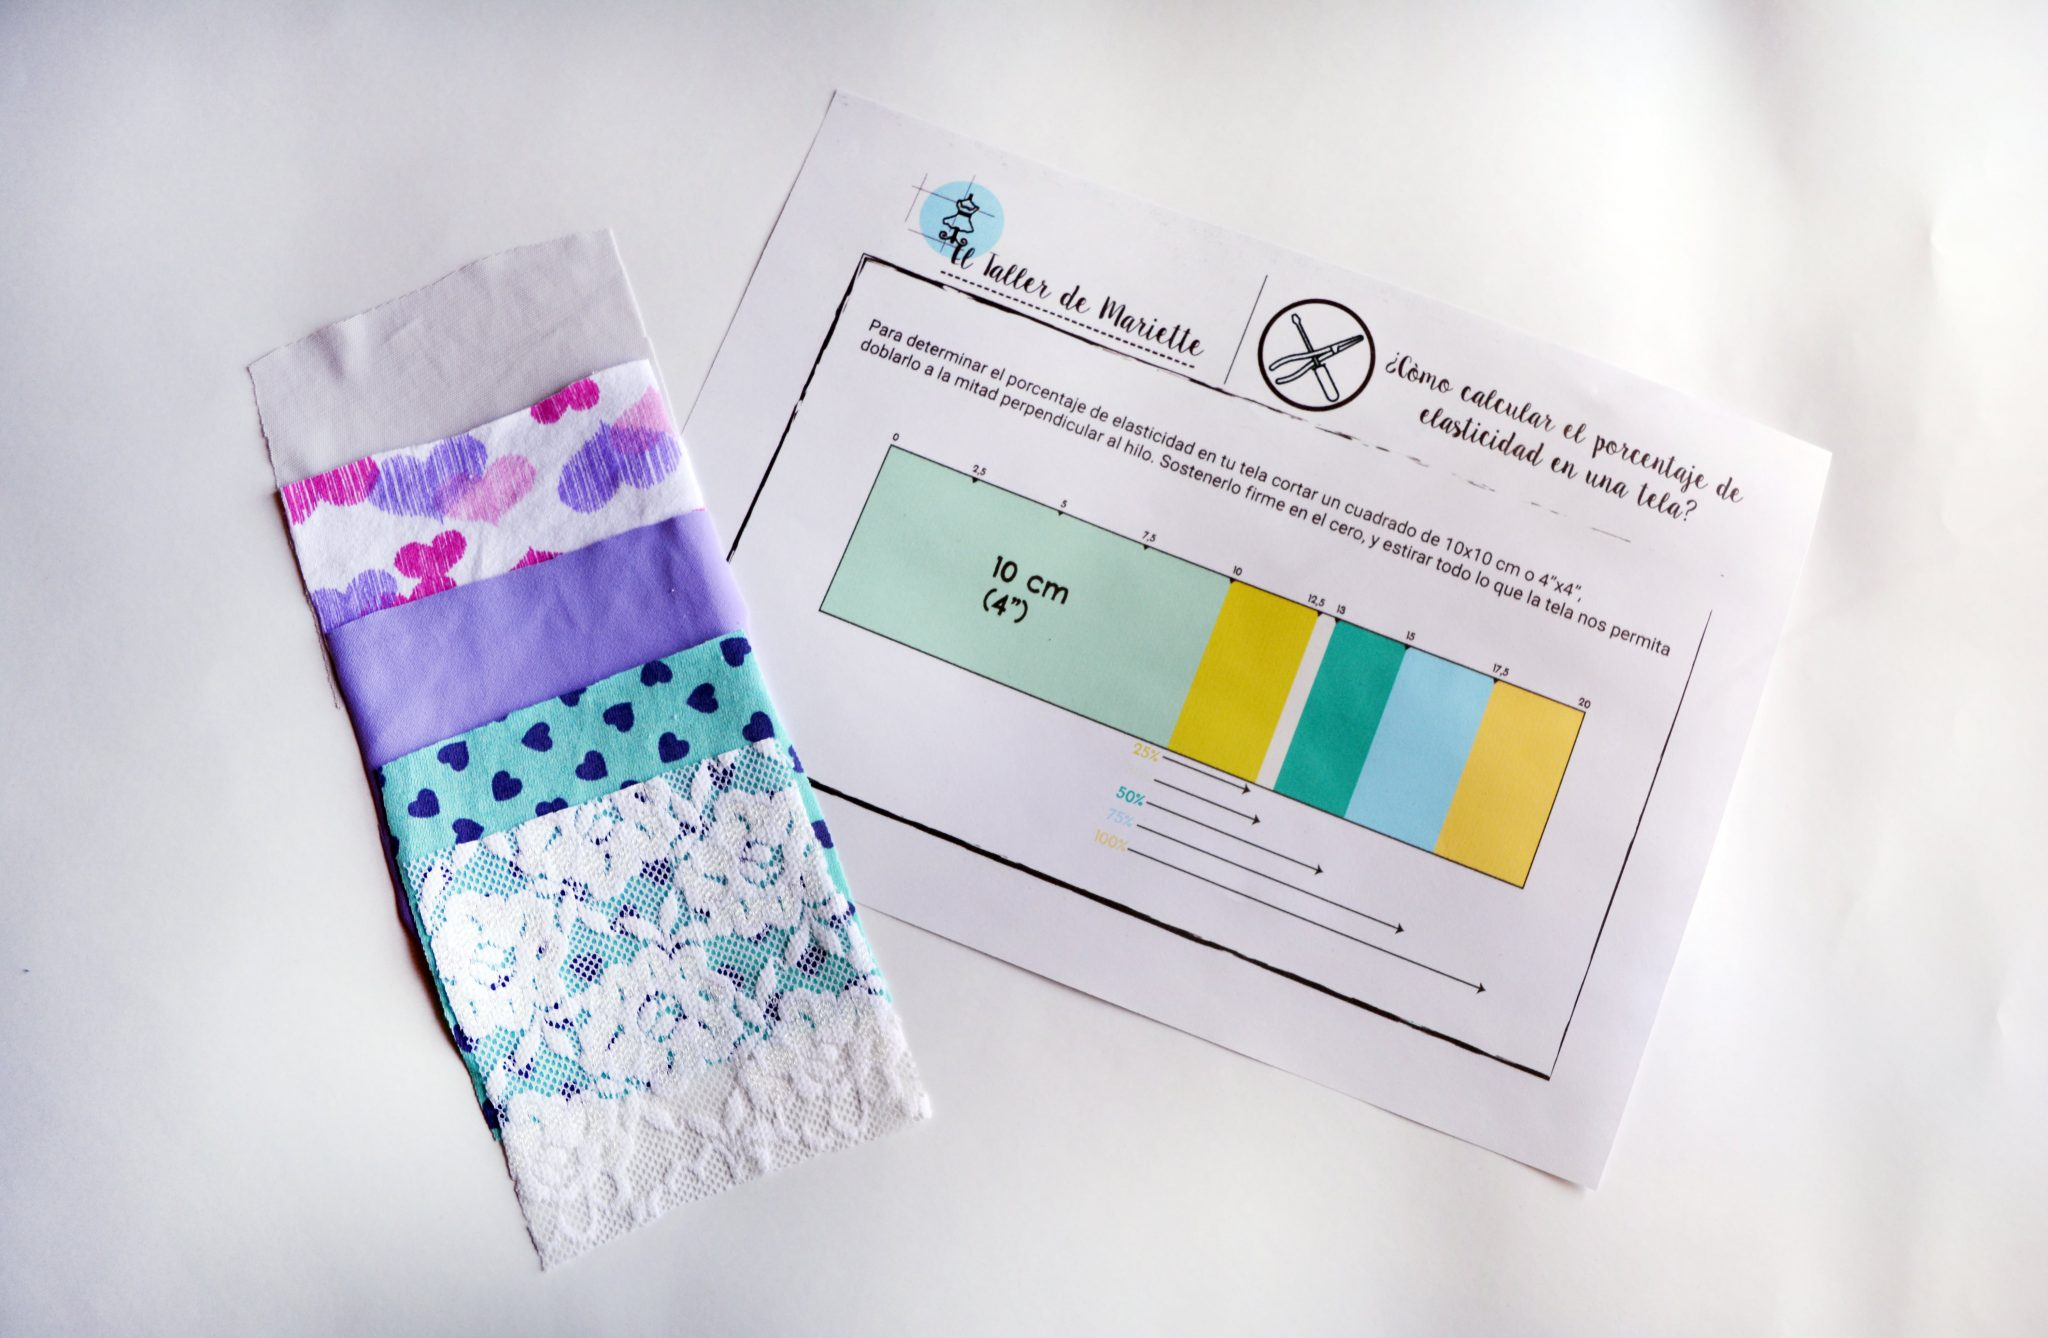 El Taller de Mariette
¿Còmo calcular el porcentaje de
elasticidad en una tela?
Para determinar el porcentaje de elasticidad en tu tela cortar un cuadrado de 10x10 cm o 4"x4",
doblarlo a la mitad perpendicular al hilo. Sostenerlo firme en el cero, y estirar todo lo que la tela nos permita
0
2,5
5
7,5
10
12,5
13
15
17,5
20
10 cm
(4")
25%
50%
75%
100%